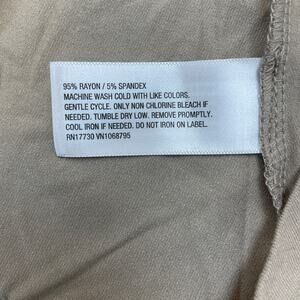 95% RAYON / 5% SPANDEX
MACHINE WASH COLD WITH LIKE COLORS.
GENTLE CYCLE. ONLY NON CHLORINE BLEACH IF
NEEDED. TUMBLE DRY LOW. REMOVE PROMPTLY.
COOL IRON IF NEEDED. DO NOT IRON ON LABEL.
RN17730 VN1068795